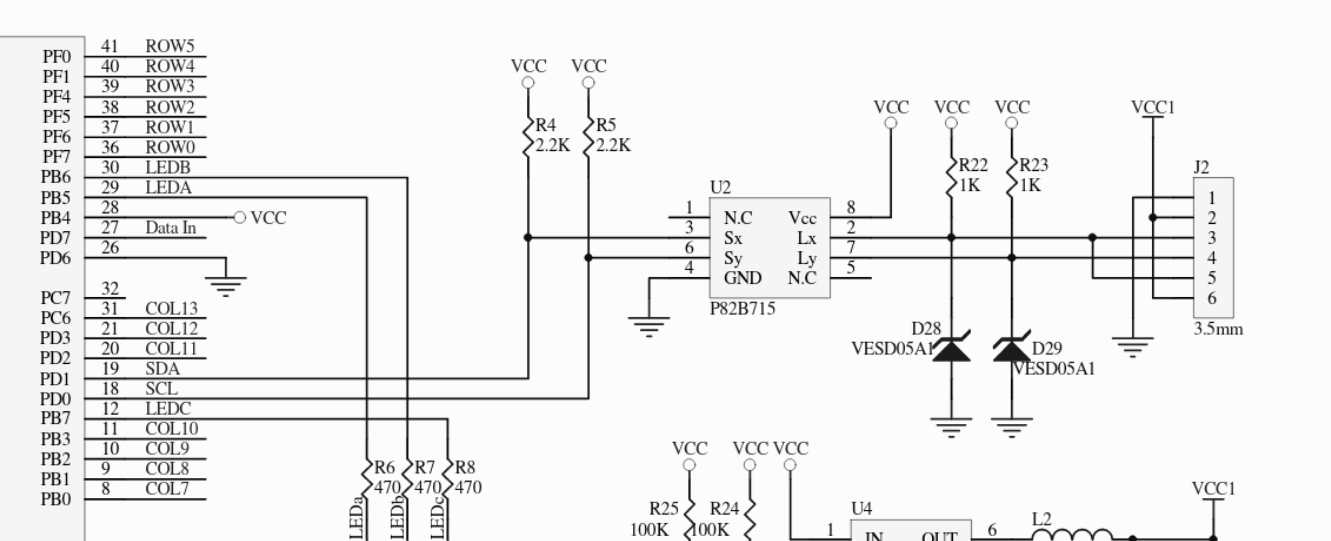 PF0 41 ROW5
PF1 40 ROW4
PF4 39 ROW3
PF5 38 ROW2
PF6 37 ROW1
PF7 36 ROW0
PB6 30 LEDB
PB5 29 LEDA
PB4 28 VCC
PD7 27 Data In
PD6 26
PC7 32
PC6 31 COL13
PD3 21 COL12
PD2 20 COL11
PD1 19 SDA
PD0 18 SCL
PB7 12 LEDC
PB3 11 COL10
PB2 10 COL9
PB1 9 COL8
PB0 8 COL7
VCC VCC
R4 R5
2.2K 2.2K
R6 R7 R8
470 470 470
LEDa LEDb LEDc
U2
1 N.C Vcc 8
3 Sx Lx 2
6 Sy Ly 7
4 GND N.C 5
P82B715
VCC VCC VCC
R22 R23
1K 1K
D28
VESD05A1
D29
VESD05A1
VCC1
J2
1
2
3
4
5
6
3.5mm
VCC VCC VCC
R25 R24
100K 100K
U4
1 IN OUT 6
L2
VCC1